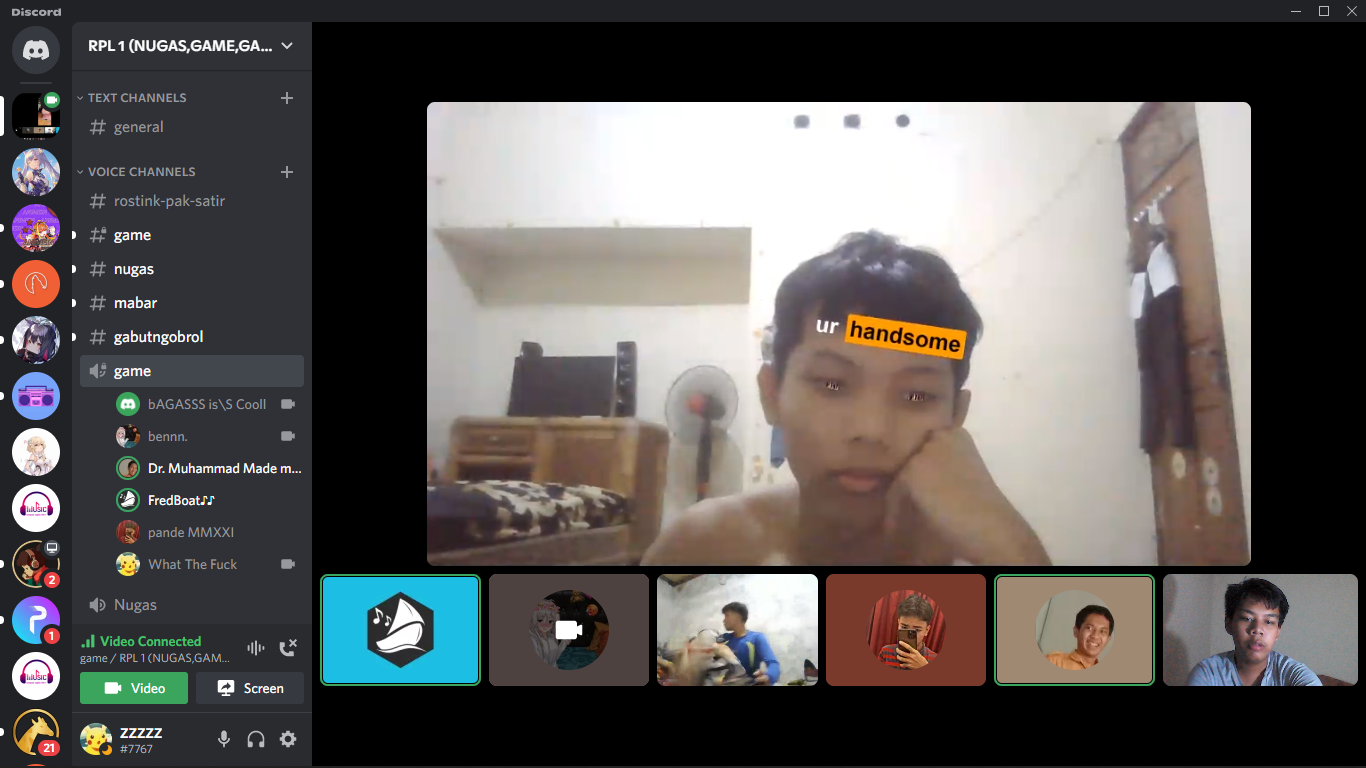 Discord
RPL 1 (NUGAS,GAME,GA...
TEXT CHANNELS
general
VOICE CHANNELS
rostink-pak-satir
game
nugas
mabar
gabutngobrol
game
bAGASSS is\S Cooll
bennn.
Dr. Muhammad Made m...
FredBoat♪♪
pande MMXXI
What The Fuck
Nugas
Video Connected
game / RPL 1 (NUGAS,GAM...
Video
Screen
zzzzz
#7767
2
1
21
MUSIC
MUSIC
ur handsome